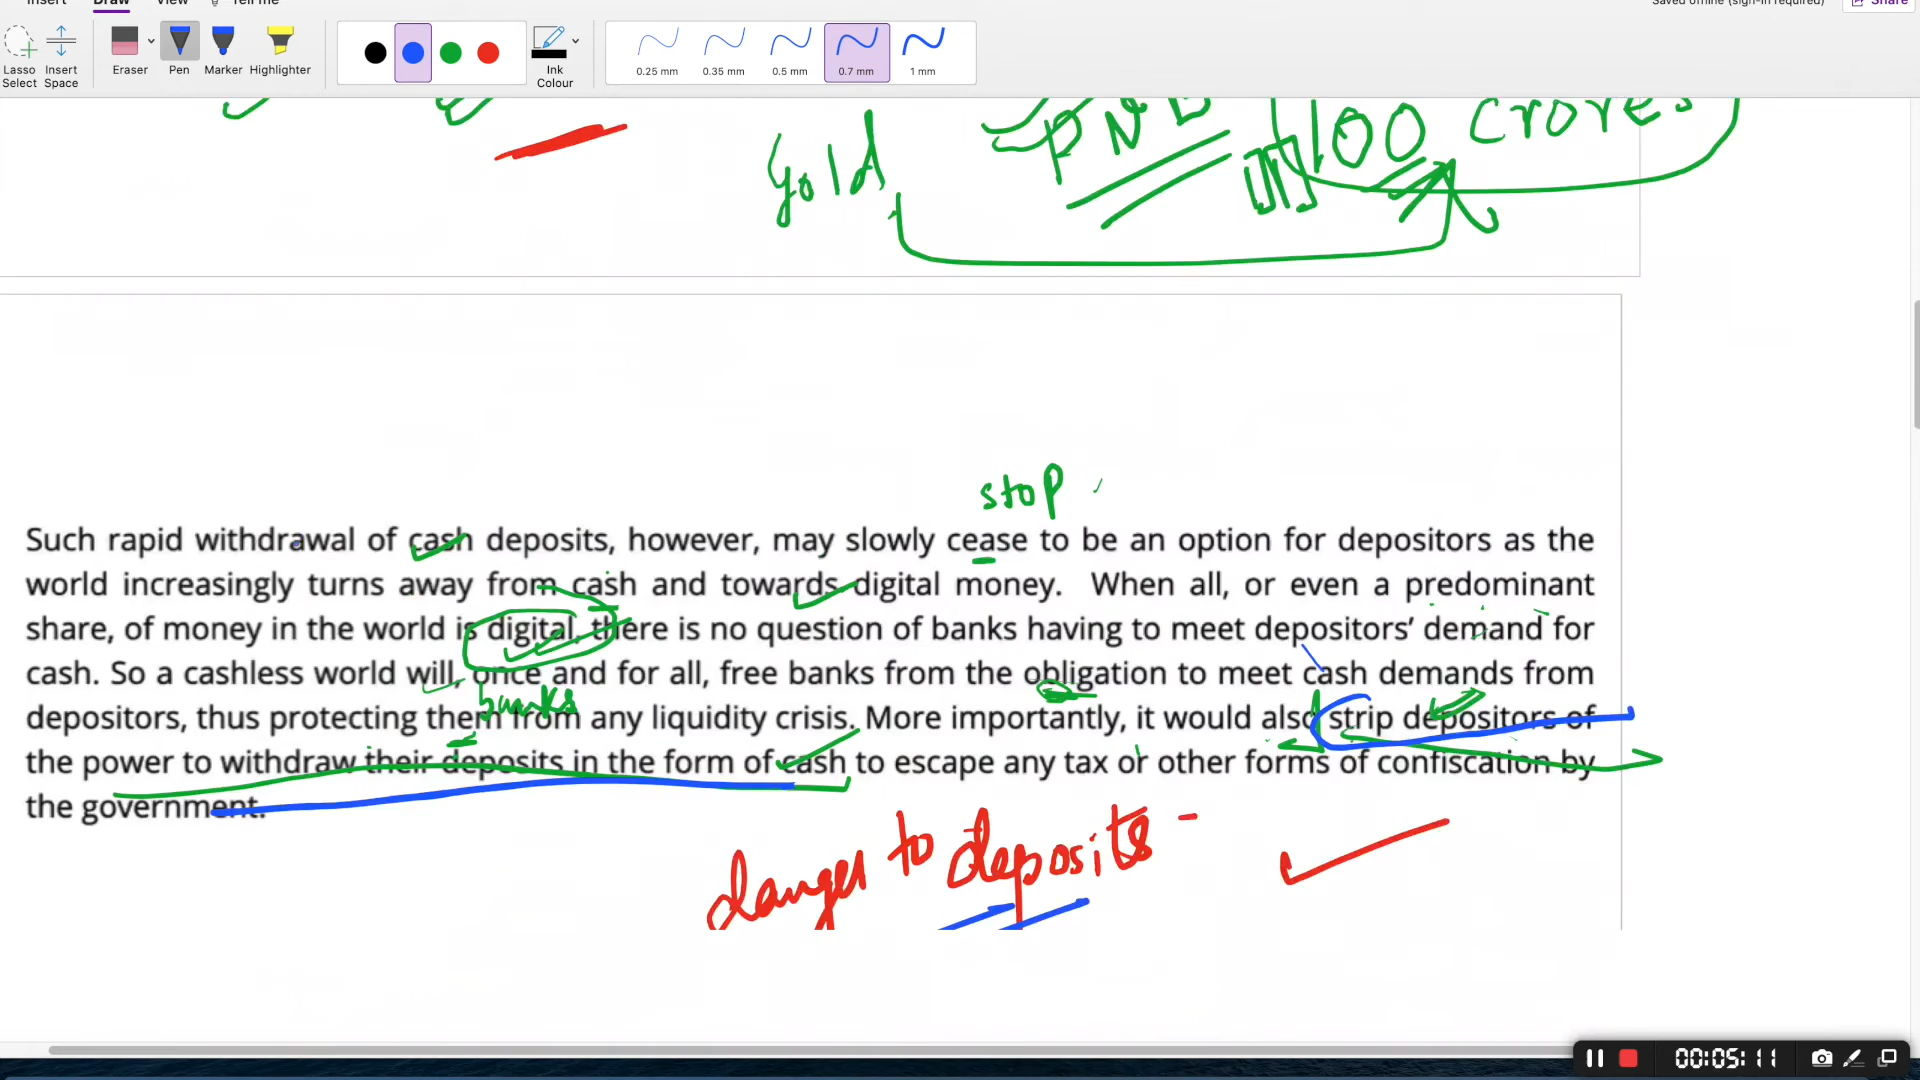 Insert Draw View Tell me Saved offline (sign-in required) Share
Lasso Select
Insert Space
Eraser
Pen
Marker
Highlighter
Ink Colour
0.25 mm 0.35 mm 0.5 mm 0.7 mm 1 mm
Gold PNB 100 crores
stop
Such rapid withdrawal of cash deposits, however, may slowly cease to be an option for depositors as the
world increasingly turns away from cash and towards digital money. When all, or even a predominant
share, of money in the world is digital, there is no question of banks having to meet depositors' demand for
cash. So a cashless world will, once and for all, free banks from the obligation to meet cash demands from
banks
depositors, thus protecting them from any liquidity crisis. More importantly, it would also strip depositors of
the power to withdraw their deposits in the form of cash to escape any tax or other forms of confiscation by
the government.
danger to deposits -
00:05:11